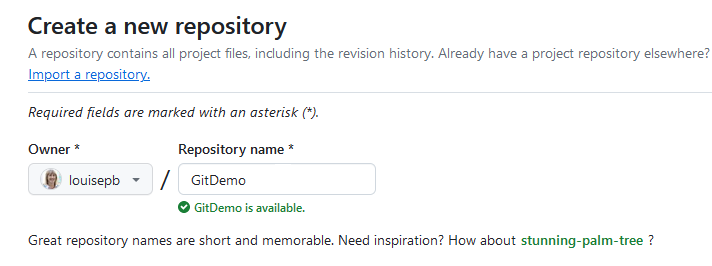 Create a new repository
A repository contains all project files, including the revision history. Already have a project repository elsewhere?
Import a repository.
Required fields are marked with an asterisk (*).
Owner * Repository name *
louisepb / GitDemo
GitDemo is available.
Great repository names are short and memorable. Need inspiration? How about stunning-palm-tree ?